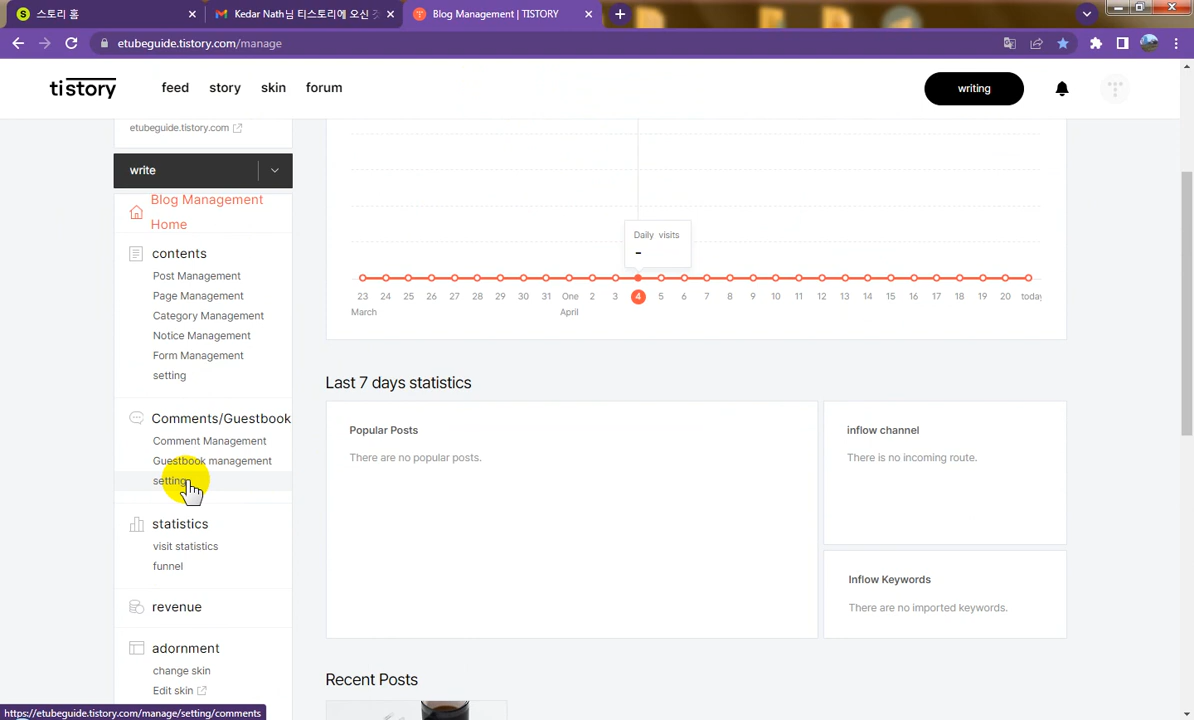 스토리 홈
Kedar Nath님 티스토리에 오신 것
Blog Management | TISTORY
etubeguide.tistory.com/manage
tistory
feed
story
skin
forum
writing
etubeguide.tistory.com
write
Blog Management
Home
contents
Post Management
Page Management
Category Management
Notice Management
Form Management
setting
Comments/Guestbook
Comment Management
Guestbook management
setting
statistics
visit statistics
funnel
revenue
adornment
change skin
Edit skin
Daily visits
-
23 24 25 26 27 28 29 30 31 One 2 3 4 5 6 7 8 9 10 11 12 13 14 15 16 17 18 19 20 today
March April
Last 7 days statistics
Popular Posts
There are no popular posts.
inflow channel
There is no incoming route.
Inflow Keywords
There are no imported keywords.
Recent Posts
https://etubeguide.tistory.com/manage/setting/comments